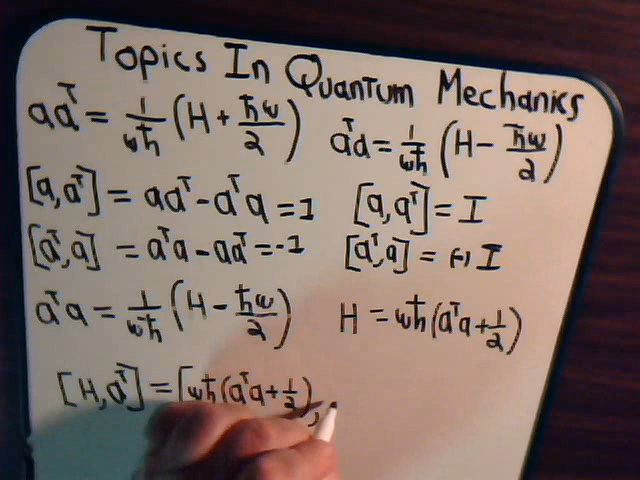 Topics In Quantum Mechanics
aa† = 1/ωħ (H + ħω/2) a†a = 1/ωħ (H - ħω/2)
[a, a†] = aa† - a†a = 1 [a, a†] = I
[a†, a] = a†a - aa† = -1 [a†, a] = (-1) I
a†a = 1/ωħ (H - ħω/2) H = ωħ (a†a + 1/2)
[H, a†] = [ωħ (a†a + 1/2),